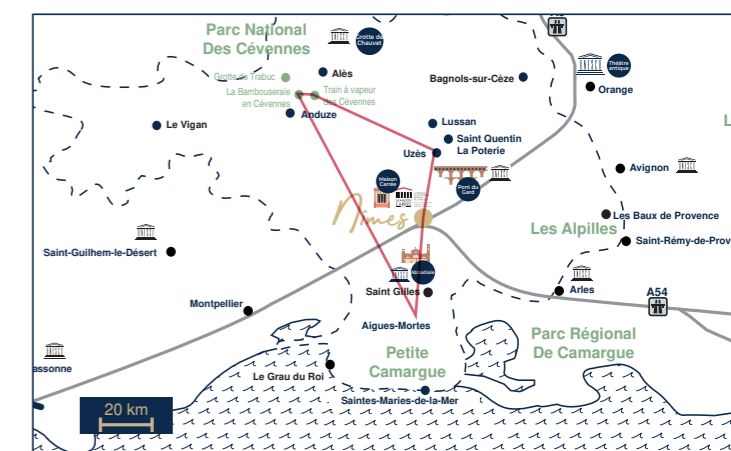 Parc National
Des Cévennes
Grotte de
Chauvet
Grotte de Trabuc
Alès
La Bambouseraie
en Cévennes
Train à vapeur
des Cévennes
Anduze
Le Vigan
Bagnols-sur-Cèze
Théâtre
antique
Orange
L
Lussan
Saint Quentin
La Poterie
Uzès
Maison
Carrée
Pont du
Gard
Nîmes
Avignon
Les Baux de Provence
Les Alpilles
Saint-Rémy-de-Prov
Saint-Guilhem-le-Désert
Abbatiale
Saint Gilles
Arles
A54
Montpellier
Aigues-Mortes
Parc Régional
De Camargue
Petite
Camargue
assonne
Le Grau du Roi
Saintes-Maries-de-la-Mer
20 km